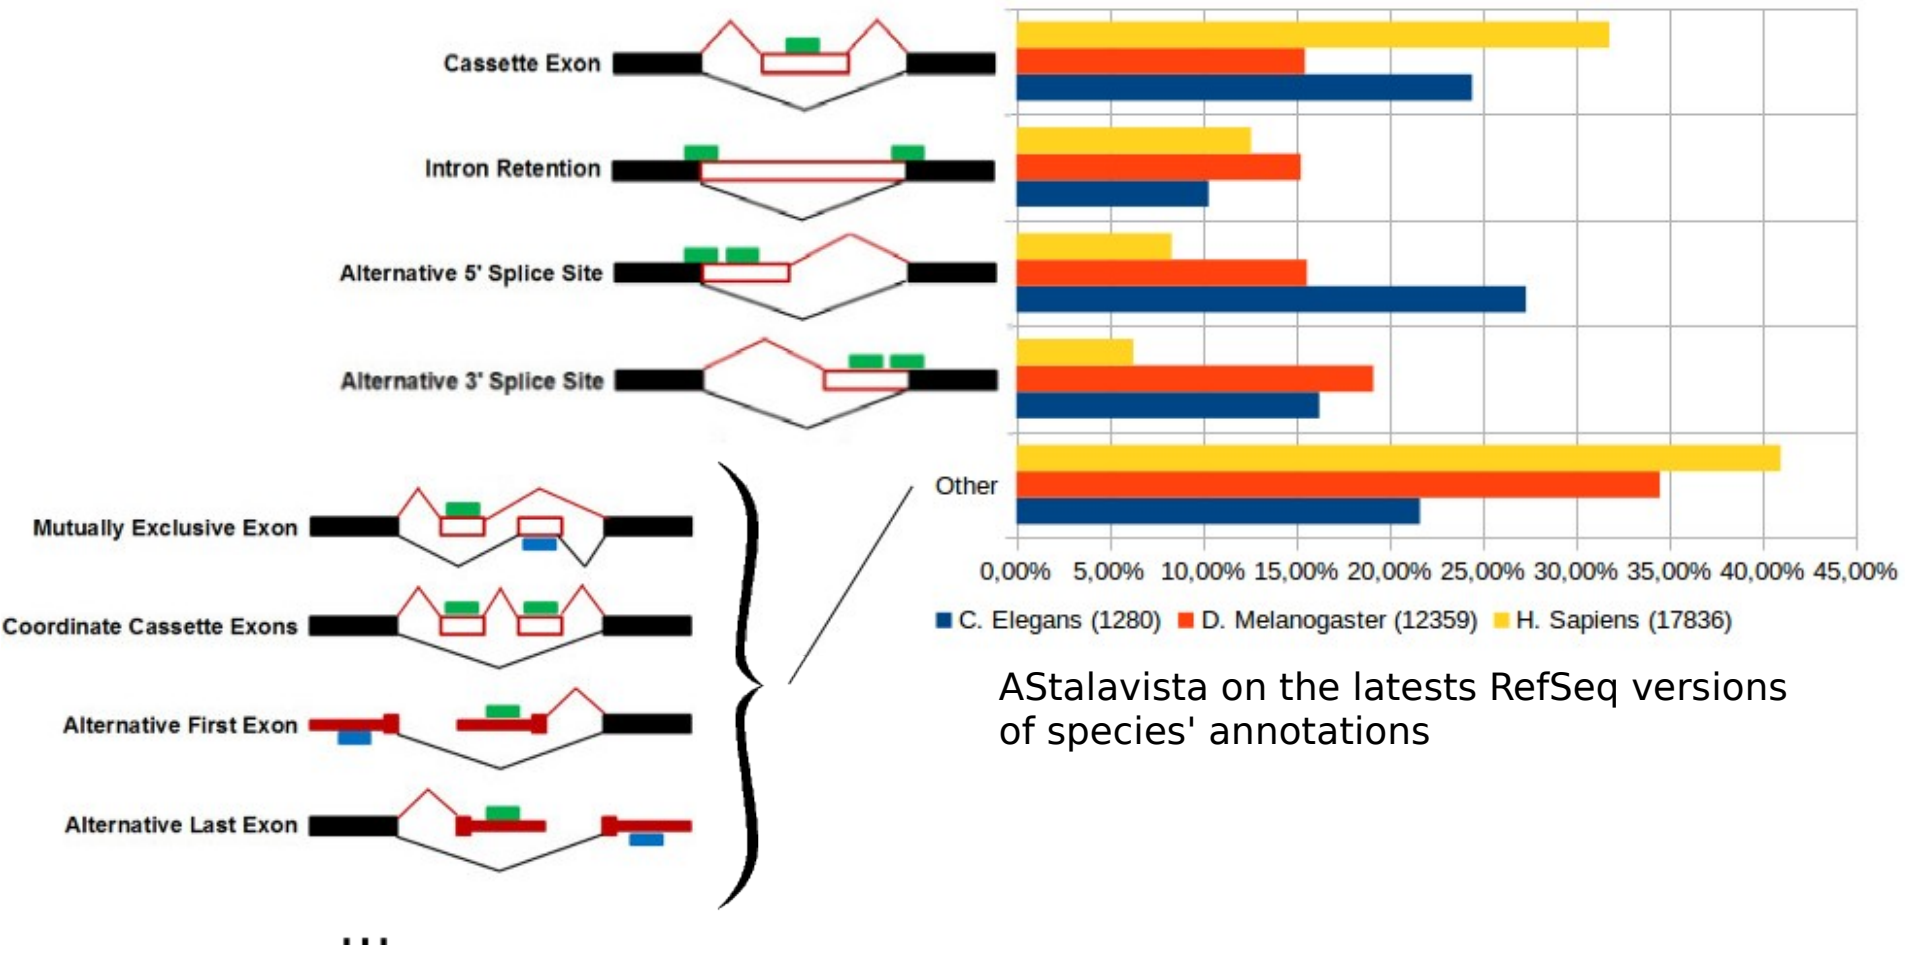 Cassette Exon
Intron Retention
Alternative 5' Splice Site
Alternative 3' Splice Site
Other
Mutually Exclusive Exon
Coordinate Cassette Exons
Alternative First Exon
Alternative Last Exon
...
0,00% 5,00% 10,00% 15,00% 20,00% 25,00% 30,00% 35,00% 40,00% 45,00%
C. Elegans (1280) D. Melanogaster (12359) H. Sapiens (17836)
AStalavista on the latests RefSeq versions
of species' annotations